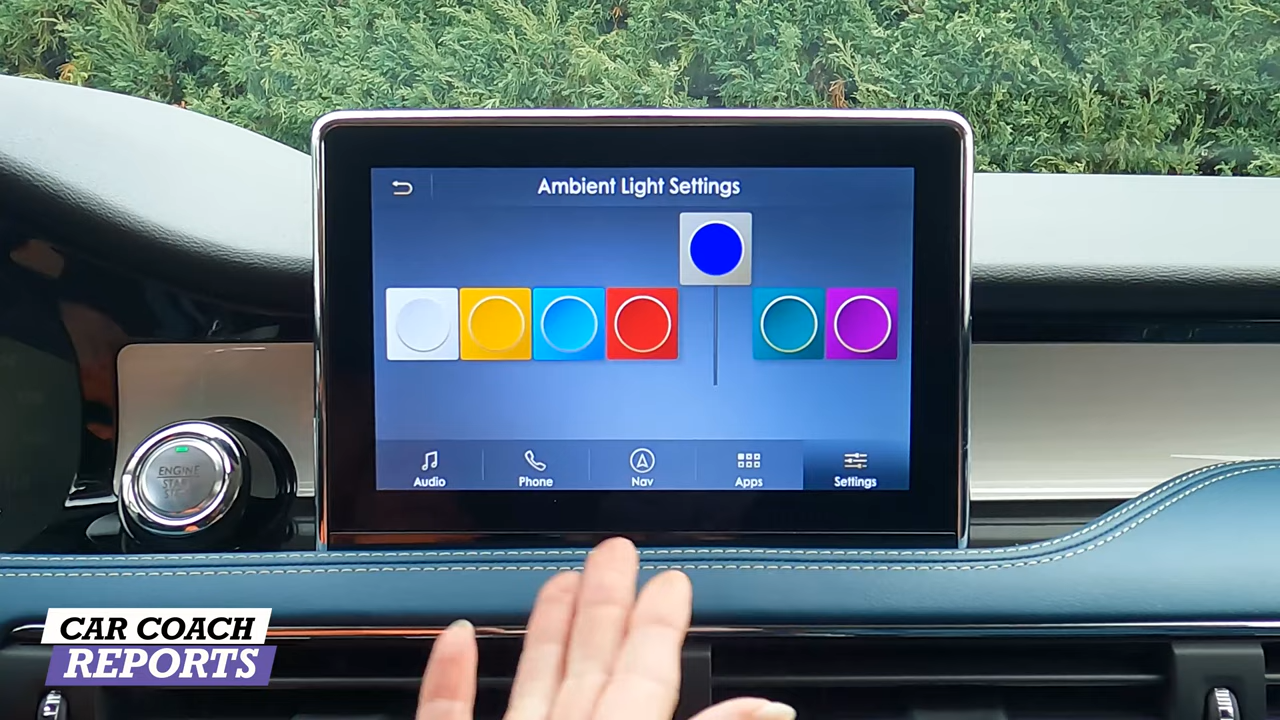 Ambient Light Settings
Audio
Phone
Nav
Apps
Settings
ENGINE
START
STOP
CAR COACH
REPORTS